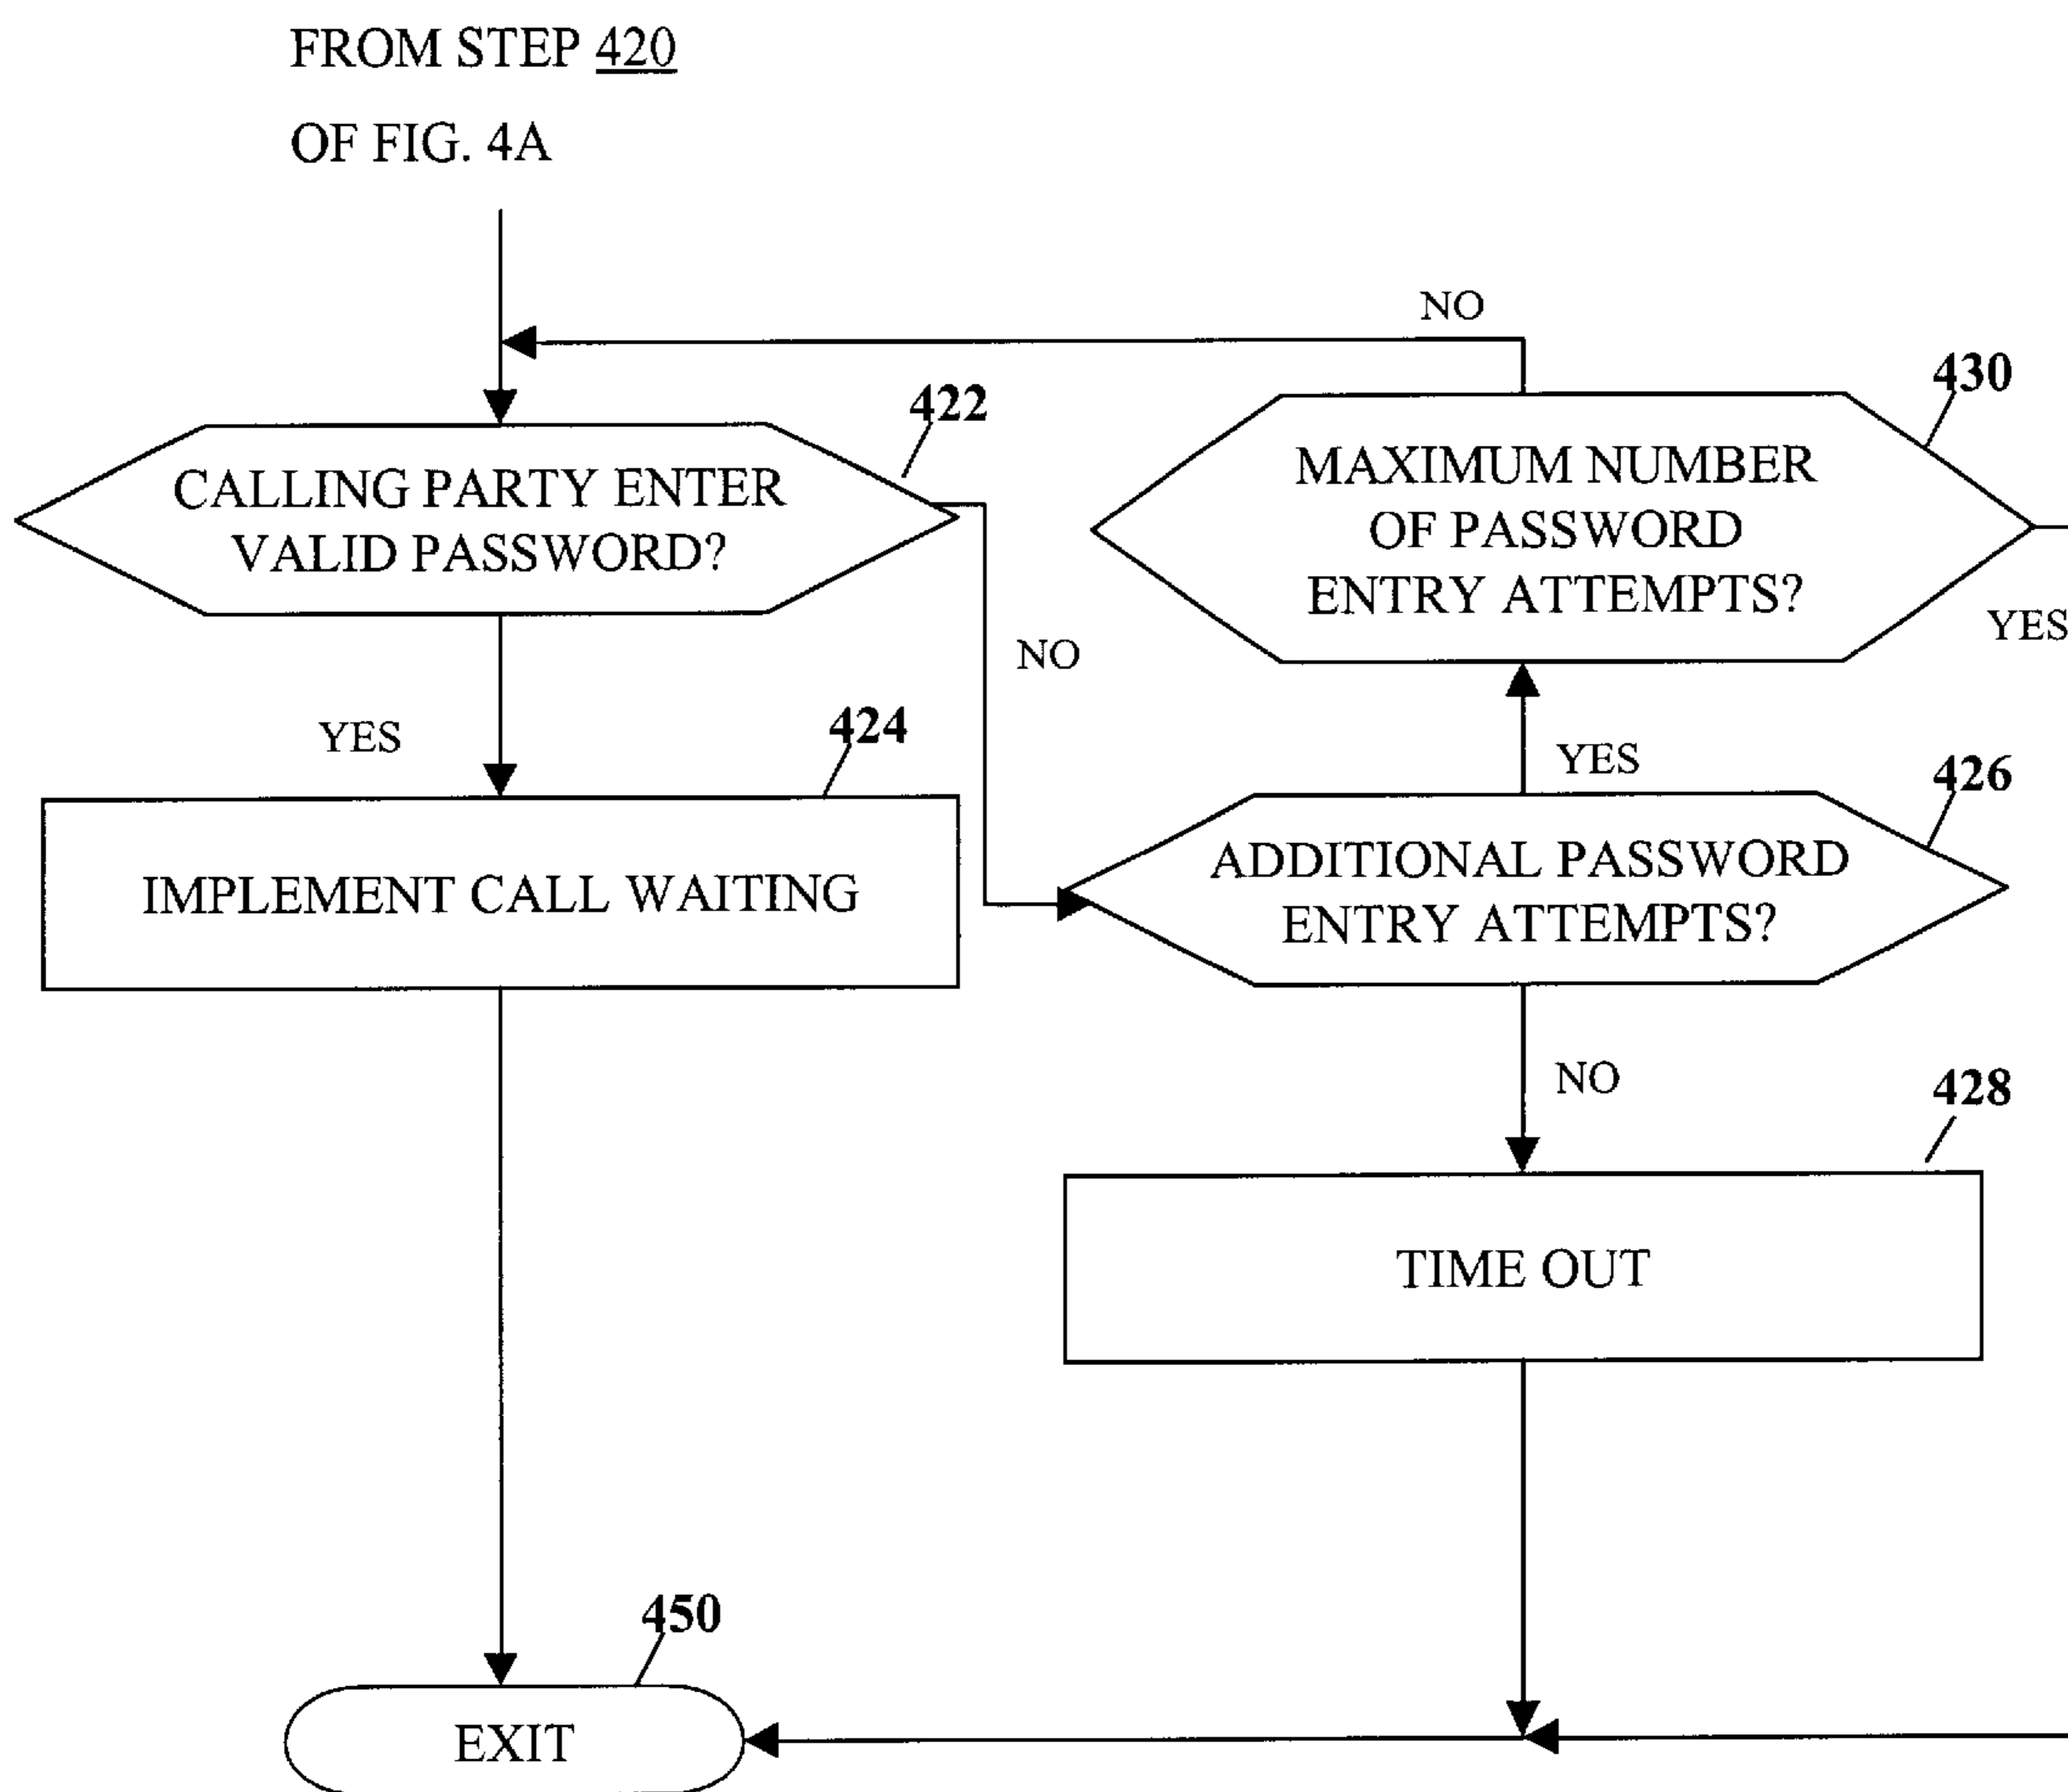 FROM STEP 420
OF FIG. 4A
NO
430
422
CALLING PARTY ENTER
VALID PASSWORD?
MAXIMUM NUMBER
OF PASSWORD
ENTRY ATTEMPTS?
YES
NO
YES
424
YES
426
IMPLEMENT CALL WAITING
ADDITIONAL PASSWORD
ENTRY ATTEMPTS?
NO
428
TIME OUT
450
EXIT